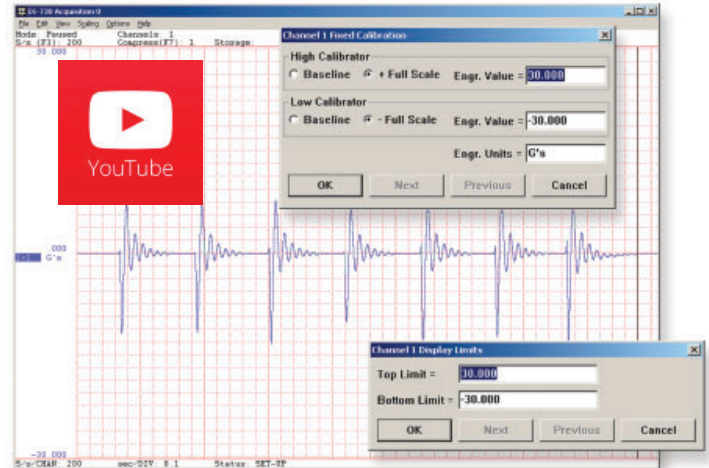 DI-720 Acquisition 0
File Edit View Scaling Options Help
Mode: Paused Channels: 1
S/s (F3): 200 Compress(F7): 1 Storage:
30.000
YouTube
.000
G's
-30.000
S/s/CHAN: 200 sec/DIV: 0.1 Status: SET-UP
Channel 1 Fixed Calibration
High Calibrator
Baseline + Full Scale Engr. Value = 30.000
Low Calibrator
Baseline - Full Scale Engr. Value = -30.000
Engr. Units = G's
OK Next Previous Cancel
Channel 1 Display Limits
Top Limit = 30.000
Bottom Limit = -30.000
OK Next Previous Cancel